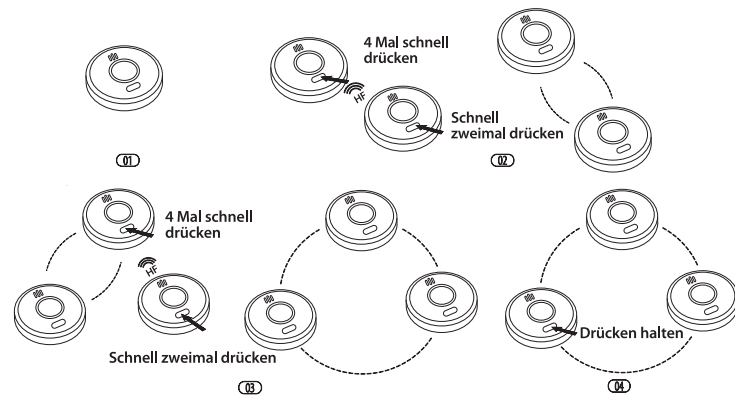 4 Mal schnell
drücken
HF
Schnell
zweimal drücken
01
02
4 Mal schnell
drücken
HF
Schnell zweimal drücken
Drücken halten
03
04